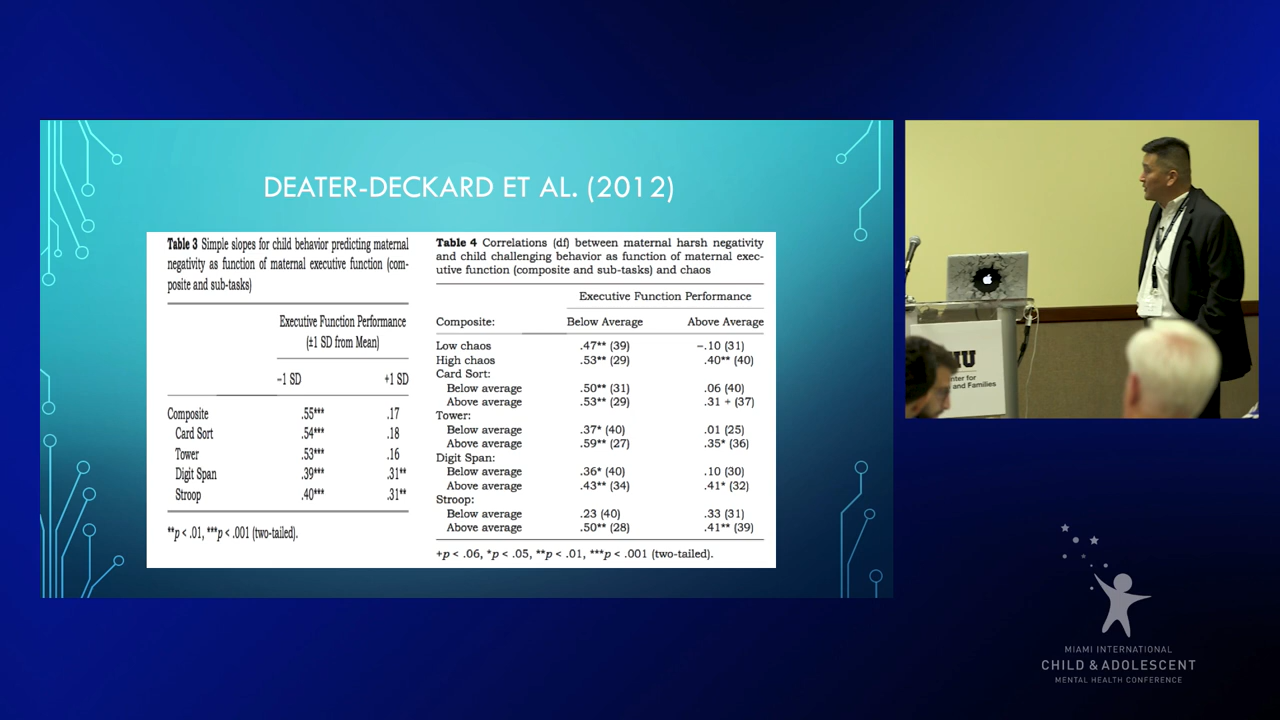 DEATER-DECKARD ET AL. (2012)
Table 3 Simple slopes for child behavior predicting maternal
negativity as function of maternal executive function (com-
posite and sub-tasks)
Executive Function Performance
(±1 SD from Mean)
−1 SD +1 SD
Composite .55*** .17
Card Sort .54*** .18
Tower .53*** .16
Digit Span .39*** .31**
Stroop .40*** .31**
**p < .01, ***p < .001 (two-tailed).
Table 4 Correlations (df) between maternal harsh negativity
and child challenging behavior as function of maternal exec-
utive function (composite and sub-tasks) and chaos
Executive Function Performance
Composite: Below Average Above Average
Low chaos .47** (39) −.10 (31)
High chaos .53** (29) .40** (40)
Card Sort:
Below average .50** (31) .06 (40)
Above average .53** (29) .31 + (37)
Tower:
Below average .37* (40) .01 (25)
Above average .59** (27) .35* (36)
Digit Span:
Below average .36* (40) .10 (30)
Above average .43** (34) .41* (32)
Stroop:
Below average .23 (40) .33 (31)
Above average .50** (28) .41** (39)
+p < .06, *p < .05, **p < .01, ***p < .001 (two-tailed).
and Families
MIAMI INTERNATIONAL
CHILD & ADOLESCENT
MENTAL HEALTH CONFERENCE